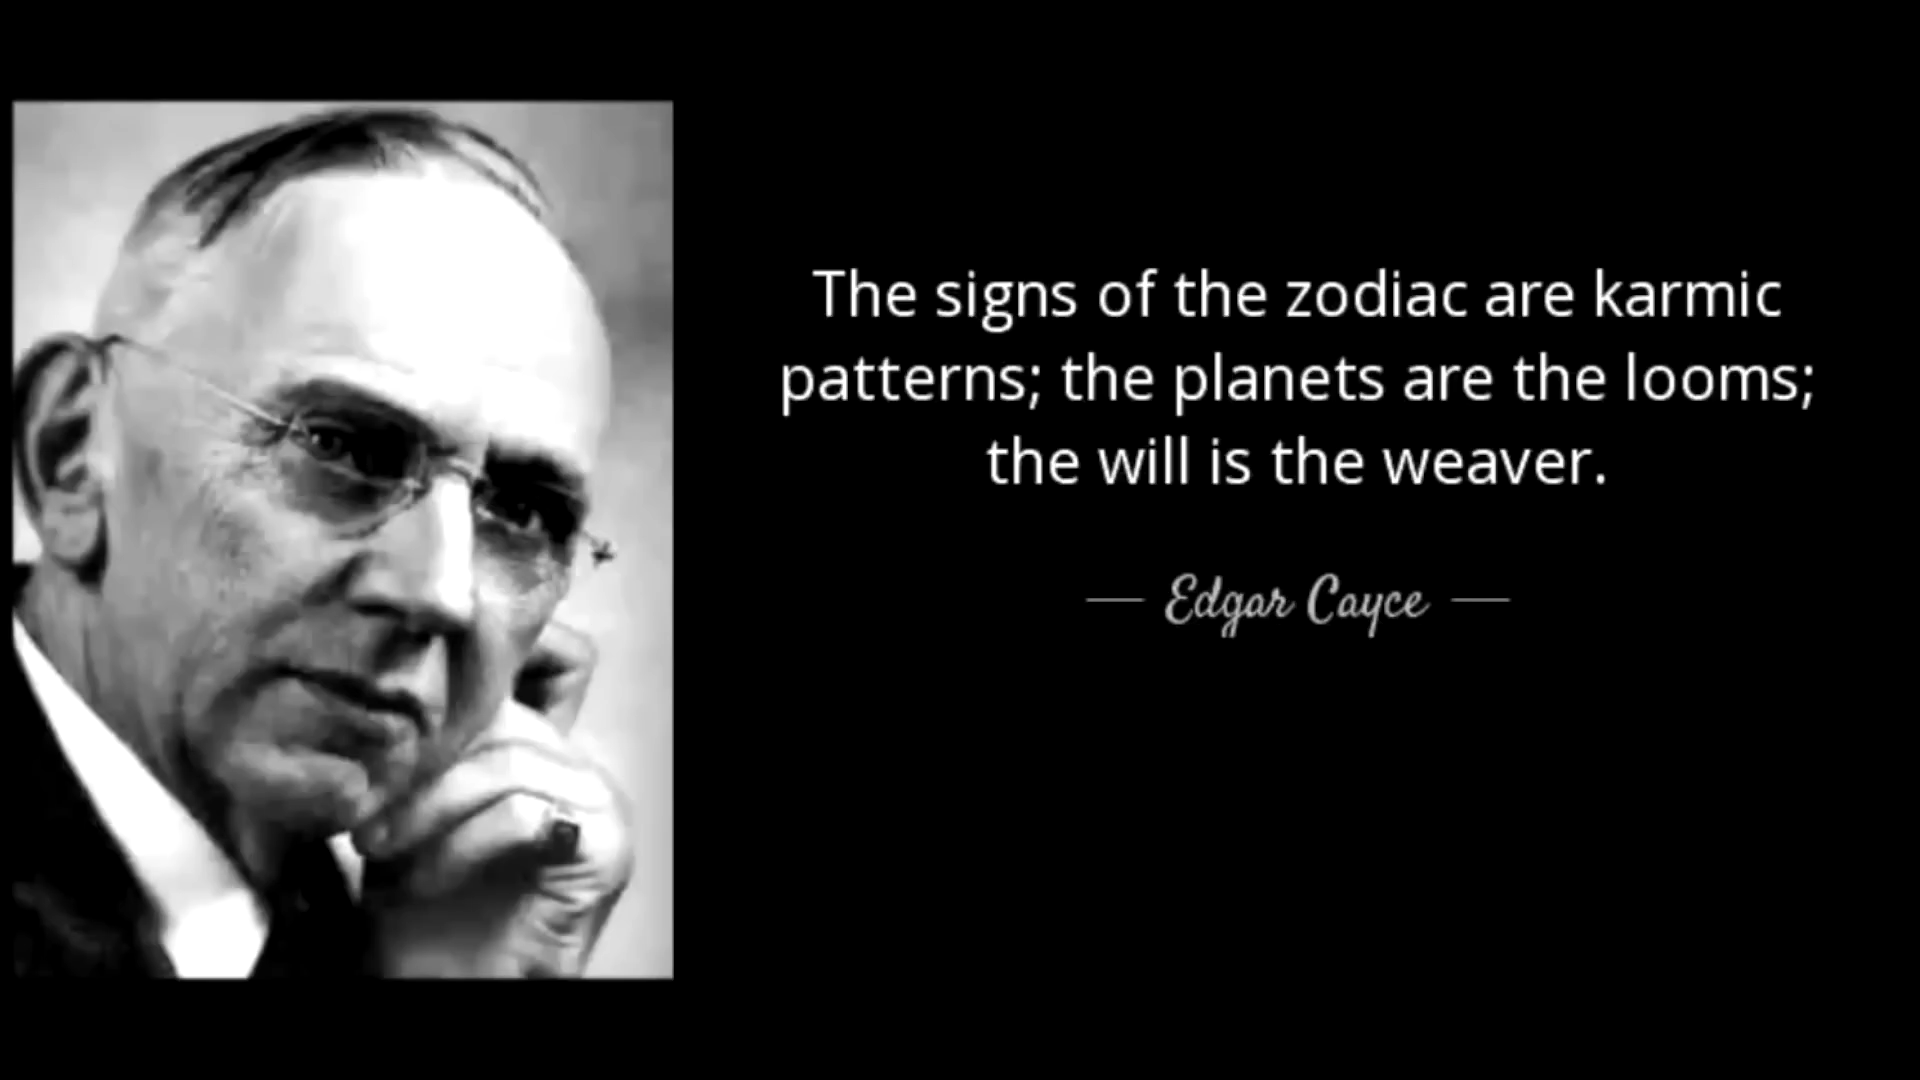 The signs of the zodiac are karmic
patterns; the planets are the looms;
the will is the weaver.
Edgar Cayce